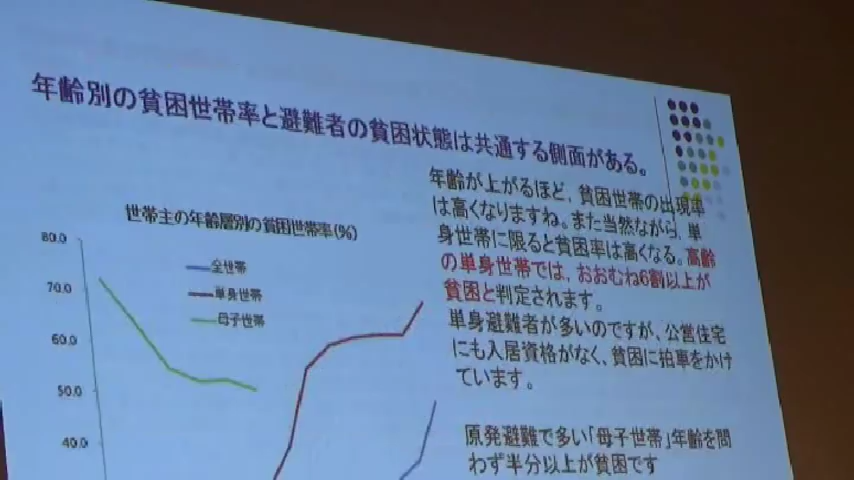 年齢別の貧困世帯率と避難者の貧困状態は共通する側面がある。
世帯主の年齢層別の貧困世帯率(%)
80.0
70.0
60.0
50.0
40.0
全世帯
単身世帯
母子世帯
年齢が上がるほど、貧困世帯の出現率
は高くなりますね。また当然ながら、単
身世帯に限ると貧困率は高くなる。高齢
の単身世帯では、おおむね6割以上が
貧困と判定されます。
単身避難者が多いのですが、公営住宅
にも入居資格がなく、貧困に拍車をかけ
ています。
原発避難で多い「母子世帯」年齢を問
わず半分以上が貧困です